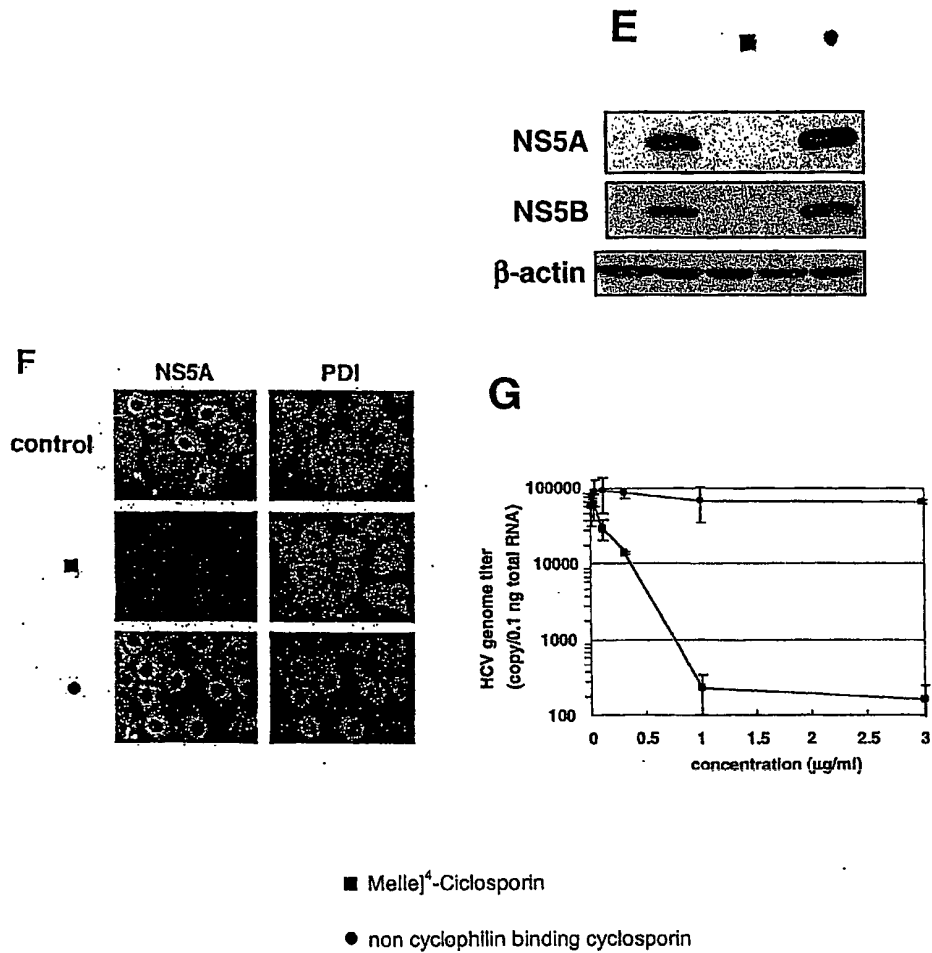 E
NS5A
NS5B
β-actin
F
NS5A PDI
control
G
HCV genome titer
(copy/0.1 ng total RNA)
100000
10000
1000
100
0 0.5 1 1.5 2 2.5 3
concentration (μg/ml)
Melle]⁴-Ciclosporin
non cyclophilin binding cyclosporin